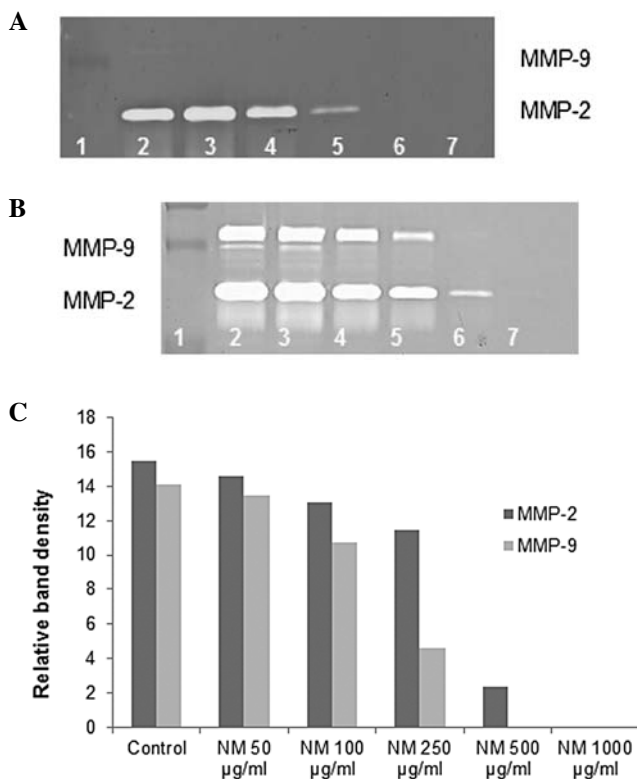 A
MMP-9
MMP-2
1 2 3 4 5 6 7
B
MMP-9
MMP-2
1 2 3 4 5 6 7
C
18
16
14
12
10
8
6
4
2
0
Relative band density
MMP-2
MMP-9
Control
NM 50 µg/ml
NM 100 µg/ml
NM 250 µg/ml
NM 500 µg/ml
NM 1000 µg/ml